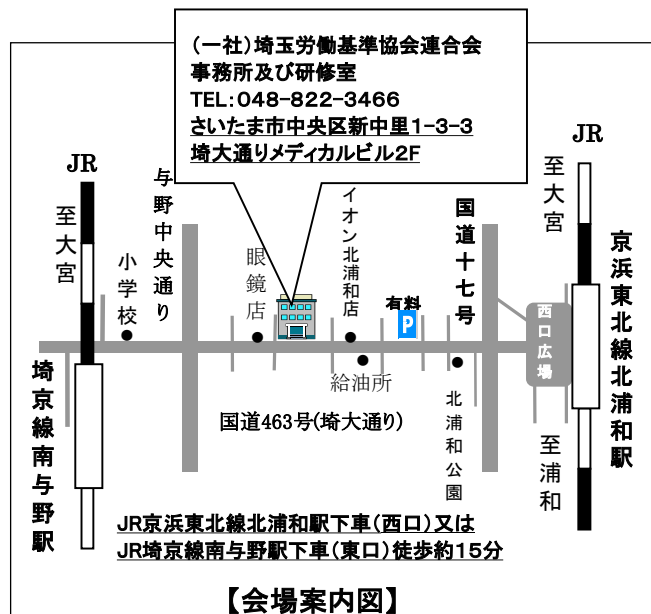 (一社)埼玉労働基準協会連合会
事務所及び研修室
TEL:048-822-3466
さいたま市中央区新中里1-3-3
埼大通りメディカルビル2F
JR
至大宮
埼京線南与野駅
小学校
与野中央通り
眼鏡店
イオン北浦和店
有料
P
給油所
国道十七号
北浦和公園
西口広場
JR
至大宮
京浜東北線北浦和駅
至浦和
国道463号(埼大通り)
JR京浜東北線北浦和駅下車(西口)又は
JR埼京線南与野駅下車(東口)徒歩約15分
【会場案内図】